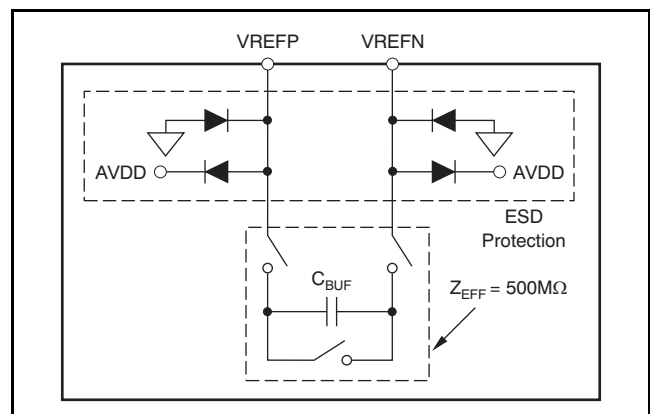 VREFP VREFN
AVDD AVDD
ESD
Protection
C_BUF
Z_EFF = 500MΩ